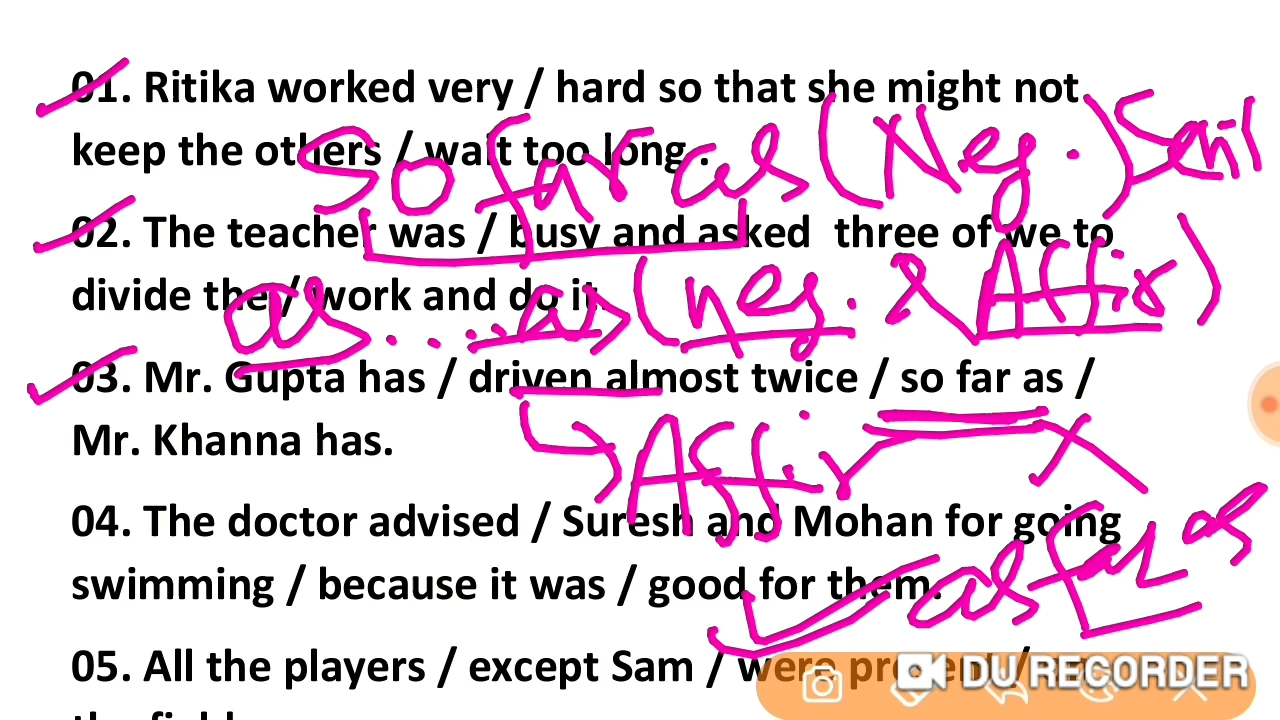 01. Ritika worked very / hard so that she might not
keep the others / wait too long .
So far as (Neg.) Sent
02. The teacher was / busy and asked three of we to
divide the / work and do it.
as....as (neg. & Affir)
03. Mr. Gupta has / driven almost twice / so far as /
Mr. Khanna has.
Affir
04. The doctor advised / Suresh and Mohan for going
swimming / because it was / good for them.
as far as
05. All the players / except Sam / were present /
DU RECORDER